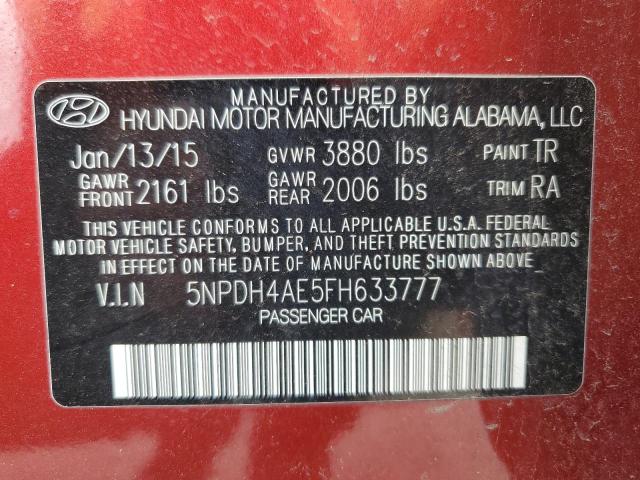 MANUFACTURED BY
HYUNDAI MOTOR MANUFACTURING ALABAMA, LLC
Jan/13/15 GVWR 3880 lbs PAINT TR
GAWR FRONT 2161 lbs GAWR REAR 2006 lbs TRIM RA
THIS VEHICLE CONFORMS TO ALL APPLICABLE U.S.A. FEDERAL
MOTOR VEHICLE SAFETY, BUMPER, AND THEFT PREVENTION STANDARDS
IN EFFECT ON THE DATE OF MANUFACTURE SHOWN ABOVE.
V.I.N 5NPDH4AE5FH633777
PASSENGER CAR